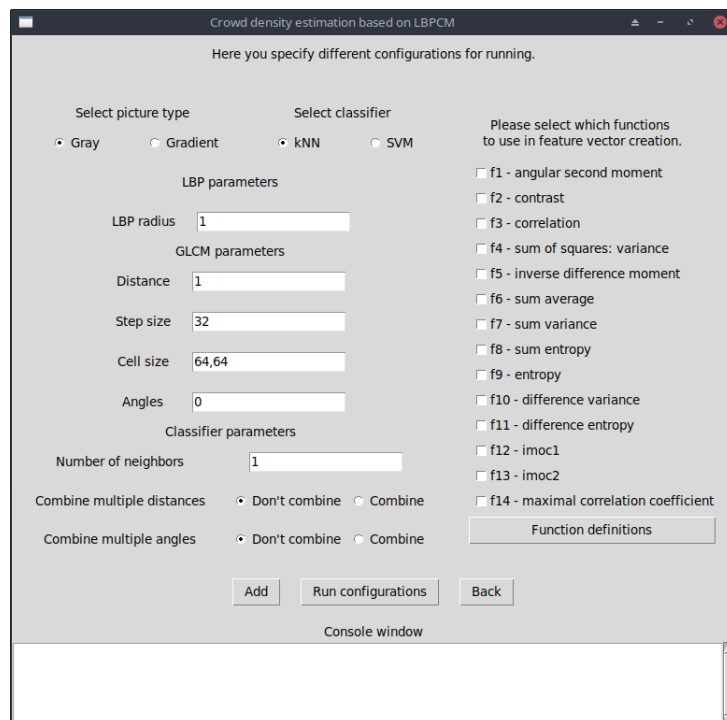 Crowd density estimation based on LBPCM
Here you specify different configurations for running.
Select picture type
Select classifier
Gray
Gradient
kNN
SVM
LBP parameters
LBP radius
1
GLCM parameters
Distance
1
Step size
32
Cell size
64,64
Angles
0
Classifier parameters
Number of neighbors
1
Combine multiple distances
Don't combine
Combine
Combine multiple angles
Don't combine
Combine
Please select which functions
to use in feature vector creation.
f1 - angular second moment
f2 - contrast
f3 - correlation
f4 - sum of squares: variance
f5 - inverse difference moment
f6 - sum average
f7 - sum variance
f8 - sum entropy
f9 - entropy
f10 - difference variance
f11 - difference entropy
f12 - imoc1
f13 - imoc2
f14 - maximal correlation coefficient
Function definitions
Add
Run configurations
Back
Console window